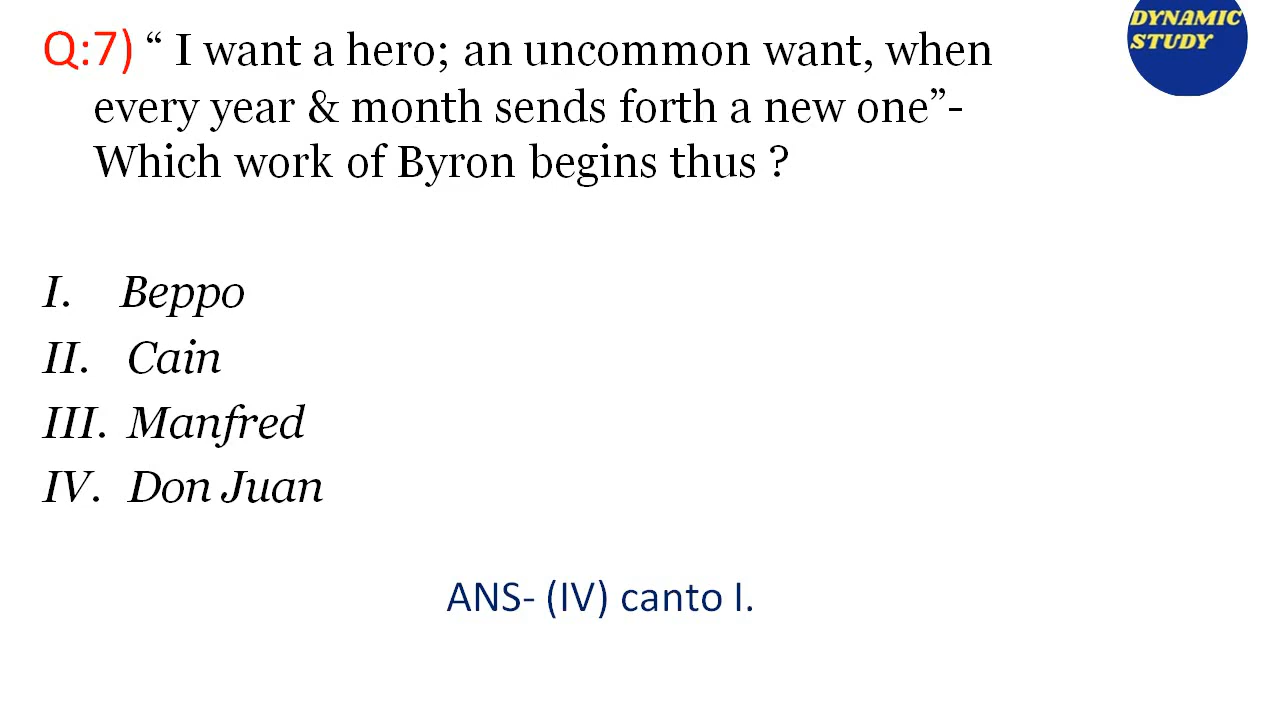 DYNAMIC
STUDY
Q:7) “ I want a hero; an uncommon want, when
every year & month sends forth a new one”-
Which work of Byron begins thus ?
I. Beppo
II. Cain
III. Manfred
IV. Don Juan
ANS- (IV) canto I.